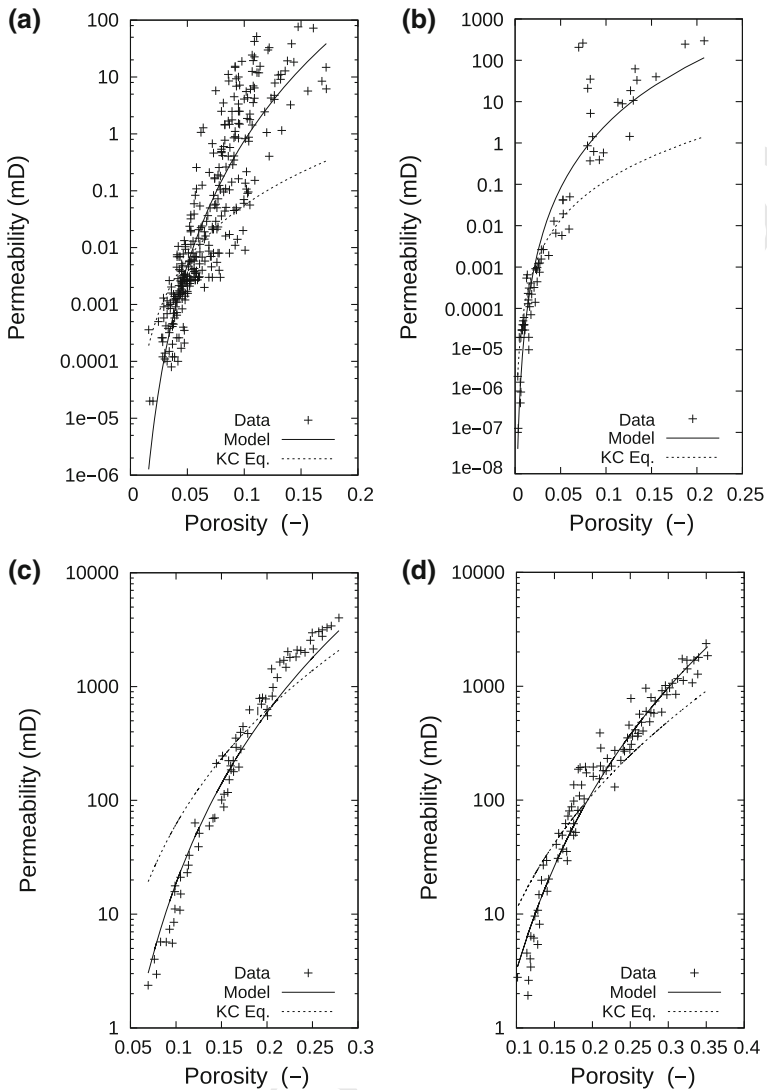 (a)
100
10
1
0.1
0.01
0.001
0.0001
1e-05
1e-06
Permeability (mD)
Data
Model
KC Eq.
0 0.05 0.1 0.15 0.2
Porosity (−)
(b)
1000
100
10
1
0.1
0.01
0.001
0.0001
1e-05
1e-06
1e-07
1e-08
Permeability (mD)
Data
Model
KC Eq.
0 0.05 0.1 0.15 0.2 0.25
Porosity (−)
(c)
10000
1000
100
10
1
Permeability (mD)
Data
Model
KC Eq.
0.05 0.1 0.15 0.2 0.25 0.3
Porosity (−)
(d)
10000
1000
100
10
1
Permeability (mD)
Data
Model
KC Eq.
0.1 0.15 0.2 0.25 0.3 0.35 0.4
Porosity (−)